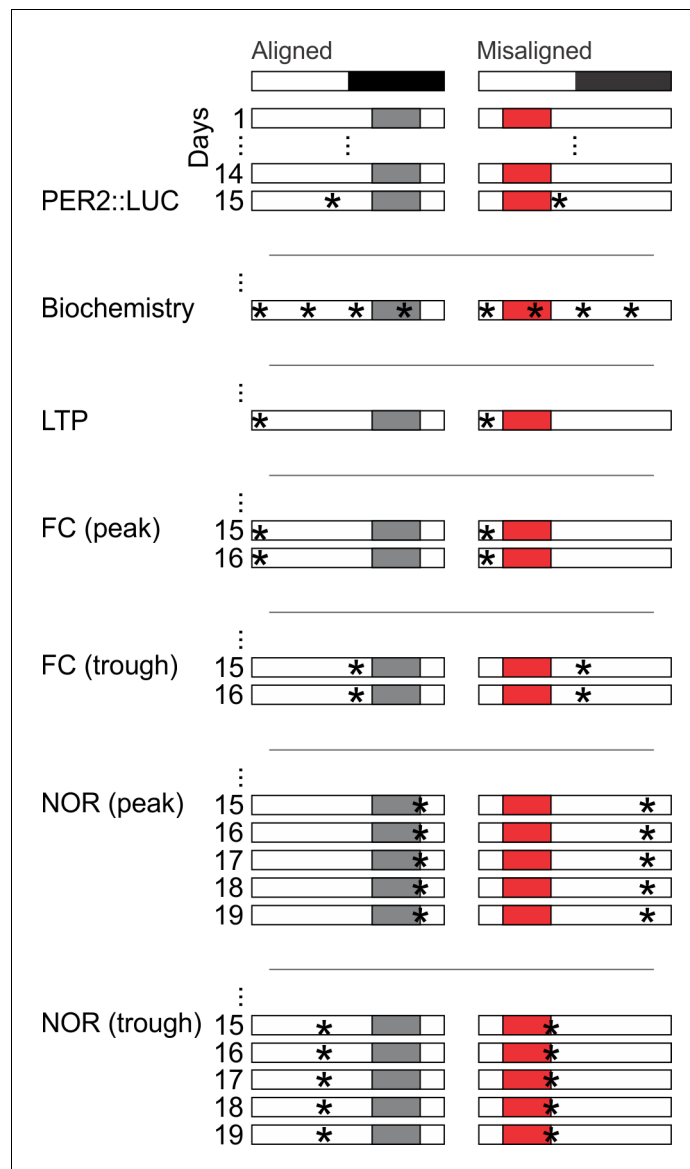 Aligned Misaligned
Days
1
14
PER2::LUC 15 * *
Biochemistry * * * * * * * *
LTP * *
FC (peak) 15 * *
16 * *
FC (trough) 15 * *
16 * *
NOR (peak) 15 * *
16 * *
17 * *
18 * *
19 * *
NOR (trough) 15 * *
16 * *
17 * *
18 * *
19 * *